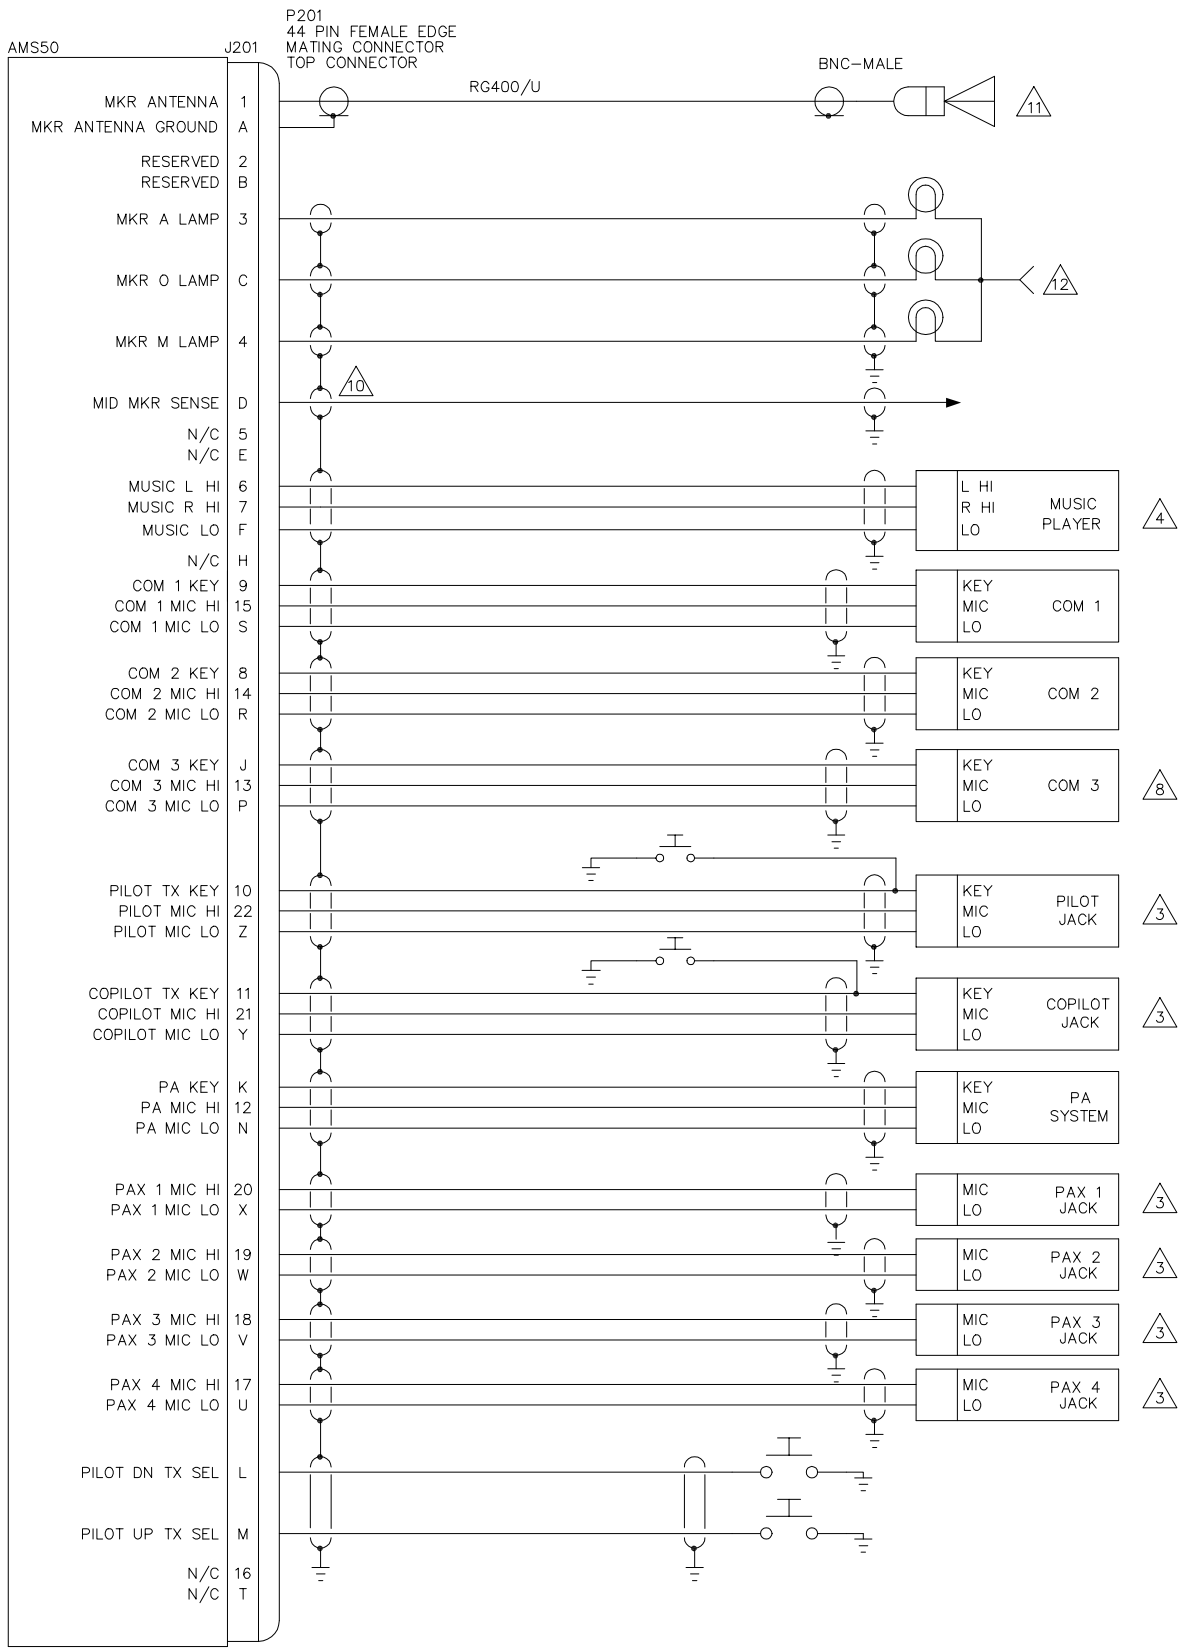 P201
44 PIN FEMALE EDGE
MATING CONNECTOR
TOP CONNECTOR
AMS50 J201
BNC-MALE
RG400/U
MKR ANTENNA 1
11
MKR ANTENNA GROUND A
RESERVED 2
RESERVED B
MKR A LAMP 3
MKR O LAMP C
12
MKR M LAMP 4
10
MID MKR SENSE D
N/C 5
N/C E
MUSIC L HI 6 L HI
MUSIC R HI 7 R HI
MUSIC LO F LO
MUSIC
PLAYER
4
N/C H
COM 1 KEY 9 KEY
COM 1 MIC HI 15 MIC COM 1
COM 1 MIC LO S LO
COM 2 KEY 8 KEY
COM 2 MIC HI 14 MIC COM 2
COM 2 MIC LO R LO
COM 3 KEY J KEY
COM 3 MIC HI 13 MIC COM 3 8
COM 3 MIC LO P LO
PILOT TX KEY 10 KEY
PILOT MIC HI 22 MIC
PILOT MIC LO Z LO
PILOT
JACK
3
COPILOT TX KEY 11 KEY
COPILOT MIC HI 21 MIC
COPILOT MIC LO Y LO
COPILOT
JACK
3
PA KEY K KEY
PA MIC HI 12 MIC
PA MIC LO N LO
PA
SYSTEM
PAX 1 MIC HI 20 MIC
PAX 1 MIC LO X LO
PAX 1
JACK
3
PAX 2 MIC HI 19 MIC
PAX 2 MIC LO W LO
PAX 2
JACK
3
PAX 3 MIC HI 18 MIC
PAX 3 MIC LO V LO
PAX 3
JACK
3
PAX 4 MIC HI 17 MIC
PAX 4 MIC LO U LO
PAX 4
JACK
3
PILOT DN TX SEL L
PILOT UP TX SEL M
N/C 16
N/C T